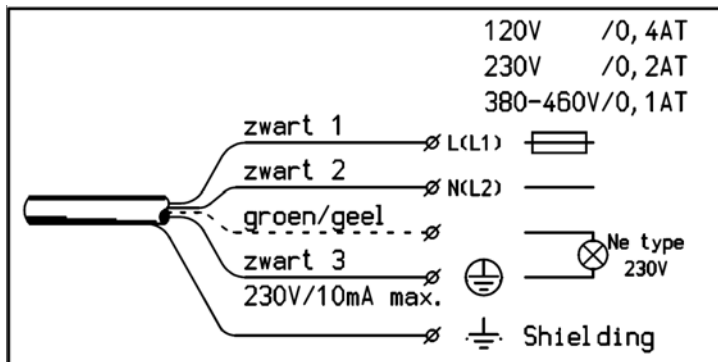 120V /0,4AT
230V /0,2AT
380-460V/0,1AT
zwart 1
L(L1)
zwart 2
N(L2)
groen/geel
Ne type
230V
zwart 3
230V/10mA max.
Shielding